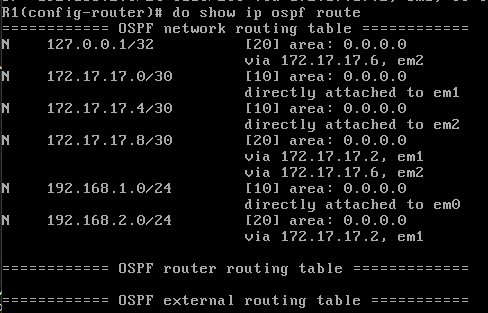 R1(config-router)# do show ip ospf route
============ OSPF network routing table ============
N    127.0.0.1/32          [20] area: 0.0.0.0
                           via 172.17.17.6, em2
N    172.17.17.0/30        [10] area: 0.0.0.0
                           directly attached to em1
N    172.17.17.4/30        [10] area: 0.0.0.0
                           directly attached to em2
N    172.17.17.8/30        [20] area: 0.0.0.0
                           via 172.17.17.2, em1
                           via 172.17.17.6, em2
N    192.168.1.0/24        [10] area: 0.0.0.0
                           directly attached to em0
N    192.168.2.0/24        [20] area: 0.0.0.0
                           via 172.17.17.2, em1
============ OSPF router routing table =============
============ OSPF external routing table ===========